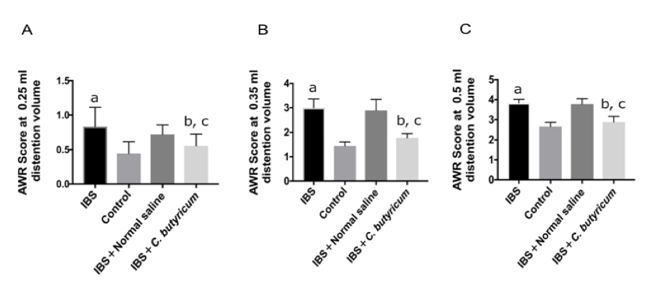 A
AWR Score at 0.25 ml
distention volume
1.5
1.0
0.5
0.0
a
b, c
IBS
Control
IBS+Normal saline
IBS+C. butyricum
B
AWR Score at 0.35 ml
distention volume
4
3
2
1
0
a
b, c
IBS
Control
IBS+Normal saline
IBS+C. butyricum
C
AWR Score at 0.5 ml
distention volume
5
4
3
2
1
0
a
b, c
IBS
Control
IBS+Normal saline
IBS+C. butyricum